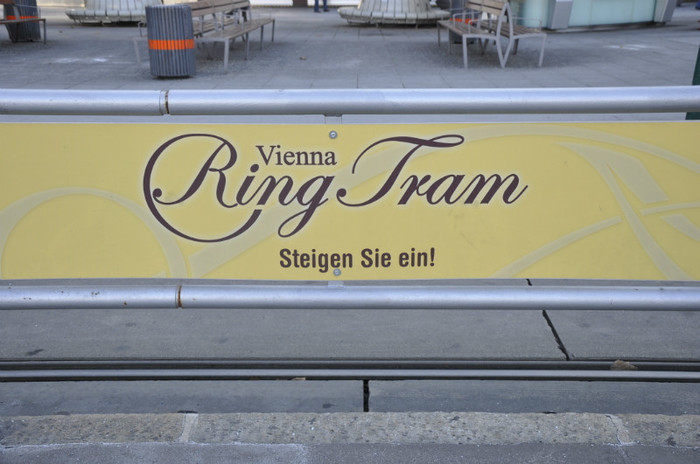 Vienna
Ring Tram
Steigen Sie ein!